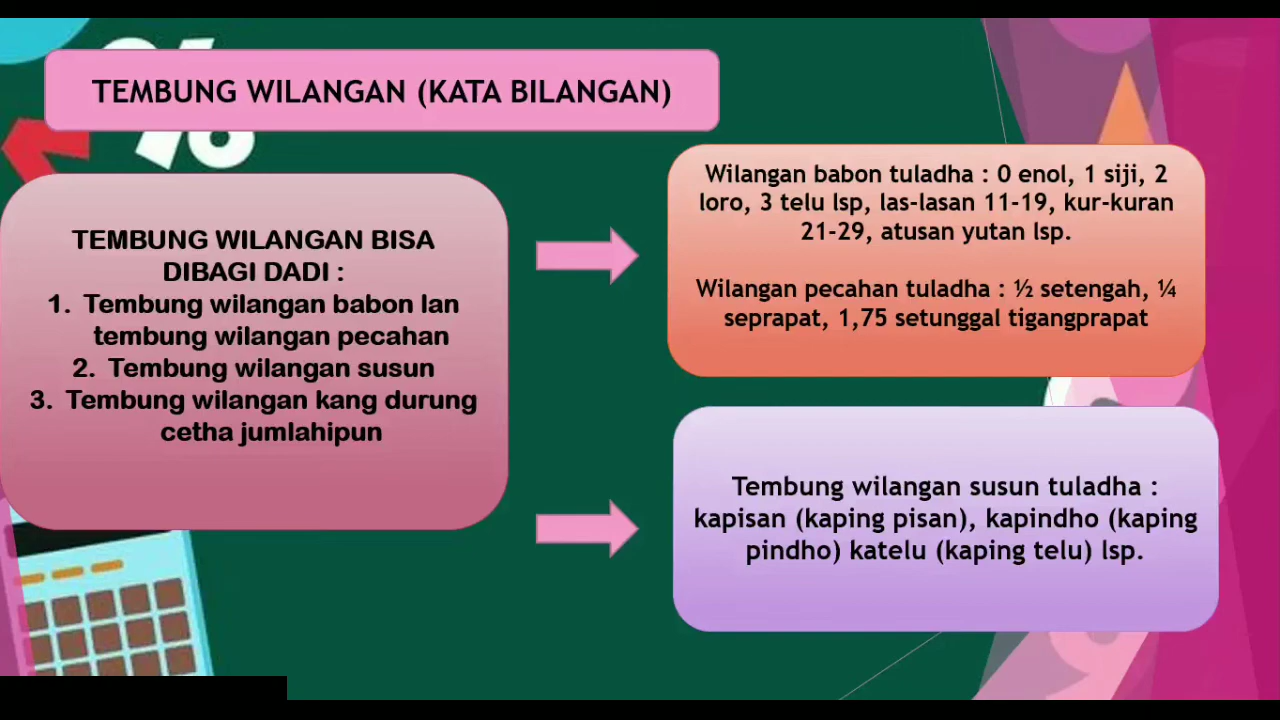 TEMBUNG WILANGAN (KATA BILANGAN)
TEMBUNG WILANGAN BISA
DIBAGI DADI :
1. Tembung wilangan babon lan
tembung wilangan pecahan
2. Tembung wilangan susun
3. Tembung wilangan kang durung
cetha jumlahipun
Wilangan babon tuladha : 0 enol, 1 siji, 2
loro, 3 telu lsp, las-lasan 11-19, kur-kuran
21-29, atusan yutan lsp.
Wilangan pecahan tuladha : ½ setengah, ¼
seprapat, 1,75 setunggal tigangprapat
Tembung wilangan susun tuladha :
kapisan (kaping pisan), kapindho (kaping
pindho) katelu (kaping telu) lsp.